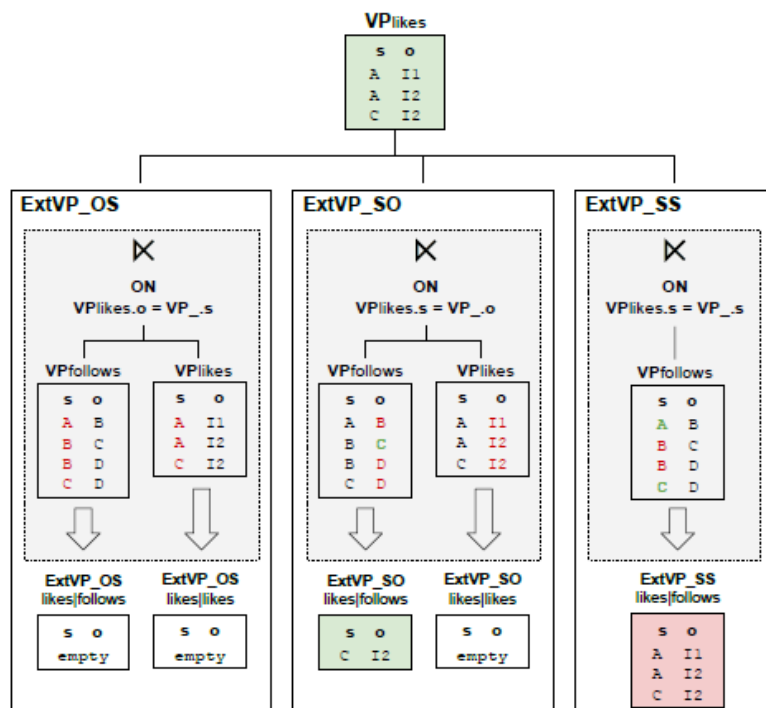 VPlikes
s o
A I1
A I2
C I2
ExtVP_OS
⋉
ON
VPlikes.o = VP_.s
VPfollows
s o
A B
B C
B D
C D
VPlikes
s o
A I1
A I2
C I2
ExtVP_OS
likes|follows
s o
empty
ExtVP_OS
likes|likes
s o
empty
ExtVP_SO
⋉
ON
VPlikes.s = VP_.o
VPfollows
s o
A B
B C
B D
C D
VPlikes
s o
A I1
A I2
C I2
ExtVP_SO
likes|follows
s o
C I2
ExtVP_SO
likes|likes
s o
empty
ExtVP_SS
⋉
ON
VPlikes.s = VP_.s
VPfollows
s o
A B
B C
B D
C D
ExtVP_SS
likes|follows
s o
A I1
A I2
C I2